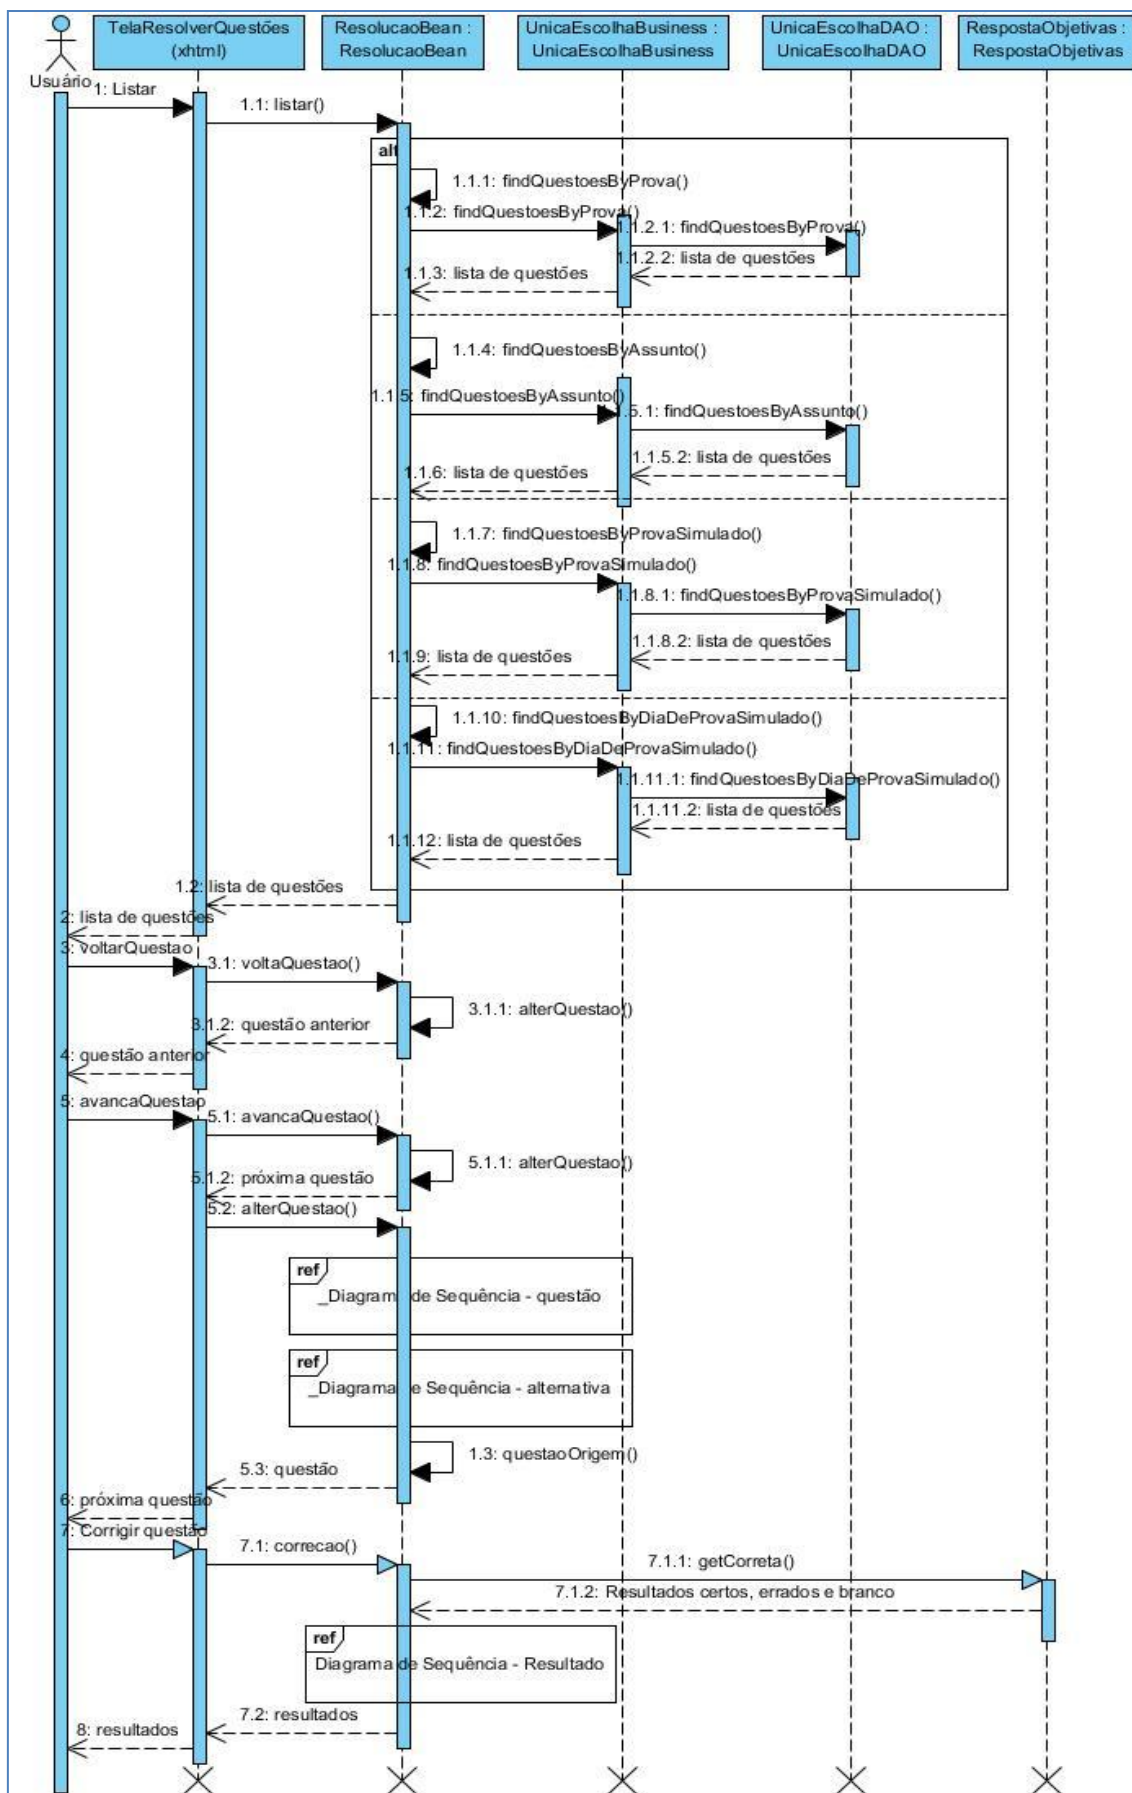 TelaResolverQuestões
(xhtml)
ResolucaoBean :
ResolucaoBean
UnicaEscolhaBusiness :
UnicaEscolhaBusiness
UnicaEscolhaDAO :
UnicaEscolhaDAO
RespostaObjetivas :
RespostaObjetivas
Usuário
1: Listar
1.1: listar()
alt
1.1.1: findQuestoesByProva()
1.1.2: findQuestoesByProva()
1.1.2.1: findQuestoesByProva()
1.1.2.2: lista de questões
1.1.3: lista de questões
1.1.4: findQuestoesByAssunto()
1.1.5: findQuestoesByAssunto()
1.1.5.1: findQuestoesByAssunto()
1.1.5.2: lista de questões
1.1.6: lista de questões
1.1.7: findQuestoesByProvaSimulado()
1.1.8: findQuestoesByProvaSimulado()
1.1.8.1: findQuestoesByProvaSimulado()
1.1.8.2: lista de questões
1.1.9: lista de questões
1.1.10: findQuestoesByDiaDeProvaSimulado()
1.1.11: findQuestoesByDiaDeProvaSimulado()
1.1.11.1: findQuestoesByDiaDeProvaSimulado()
1.1.11.2: lista de questões
1.1.12: lista de questões
1.2: lista de questões
2: lista de questões
3: voltarQuestao
3.1: voltaQuestao()
3.1.1: alterQuestao()
3.1.2: questão anterior
4: questão anterior
5: avancaQuestao
5.1: avancaQuestao()
5.1.1: alterQuestao()
5.1.2: próxima questão
5.2: alterQuestao()
ref
_Diagrama de Sequência - questão
ref
_Diagrama de Sequência - alternativa
1.3: questaoOrigem()
5.3: questão
6: próxima questão
7: Corrigir questão
7.1: correcao()
7.1.1: getCorreta()
7.1.2: Resultados certos, errados e branco
ref
Diagrama de Sequência - Resultado
7.2: resultados
8: resultados